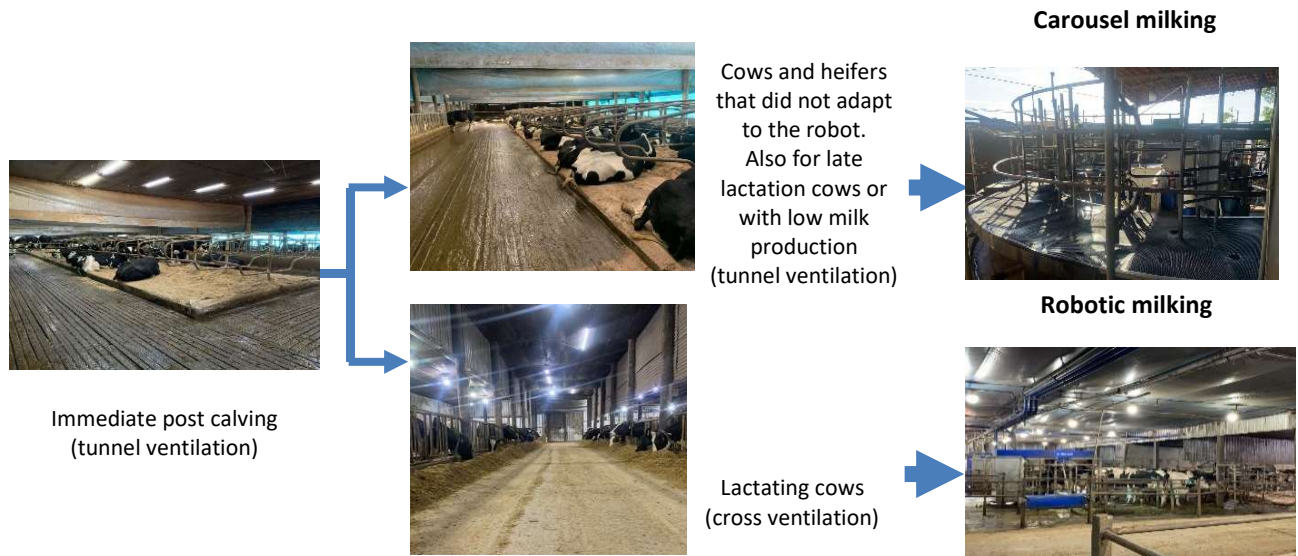 Carousel milking
Cows and heifers
that did not adapt
to the robot.
Also for late
lactation cows or
with low milk
production
(tunnel ventilation)
Immediate post calving
(tunnel ventilation)
Robotic milking
Lactating cows
(cross ventilation)